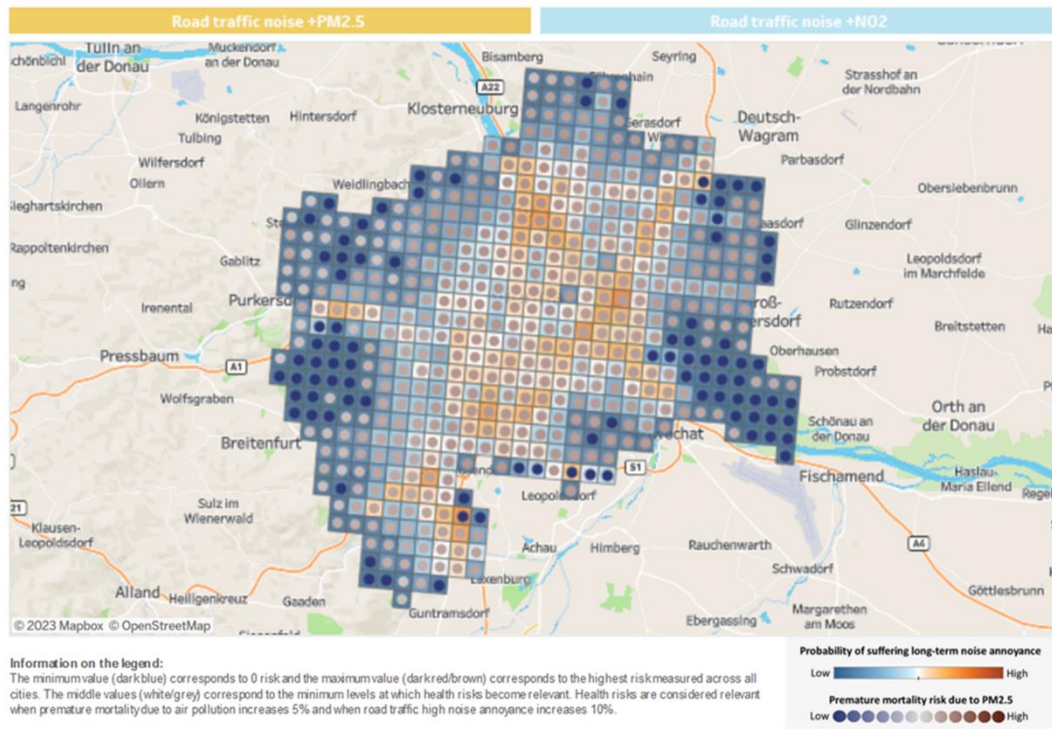 Road traffic noise +PM2.5
Road traffic noise +NO2
Tulln an
der Donau
Muckendorf
an der Donau
Bisamberg
Seyring
Strasshof an
der Nordbahn
Langenrohr
A22
Klosterneuburg
Königstetten
Hintersdorf
Deutsch-
Wagram
Tulbing
Parbasdorf
Wilfersdorf
Ollern
Weidlingbach
Obersiebenbrunn
Glinzendorf
Gablitz
Leopoldsdorf
im Marchfelde
Irenental
Rutzendorf
Breitstetten
Pressbaum
A1
Oberhausen
Probstdorf
Wolfsgraben
Orth an
der Donau
Schönau an
der Donau
Breitenfurt
S1
Fischamend
Haslau-
Maria Ellend
Sulz im
Wienerwald
Klausen-
Leopoldsdorf
Achau
Himberg
Rauchenwarth
A4
Schwadorf
Göttlesbrunn
Alland
Heiligenkreuz
Gaaden
Guntramsdorf
Ebergassing
Margarethen
am Moos
© 2023 Mapbox © OpenStreetMap
Information on the legend:
The minimum value (dark blue) corresponds to 0 risk and the maximum value (dark red/brown) corresponds to the highest risk measured across all
cities. The middle values (white/grey) correspond to the minimum levels at which health risks become relevant. Health risks are considered relevant
when premature mortality due to air pollution increases 5% and when road traffic high noise annoyance increases 10%.
Probability of suffering long-term noise annoyance
Low High
Premature mortality risk due to PM2.5
Low High